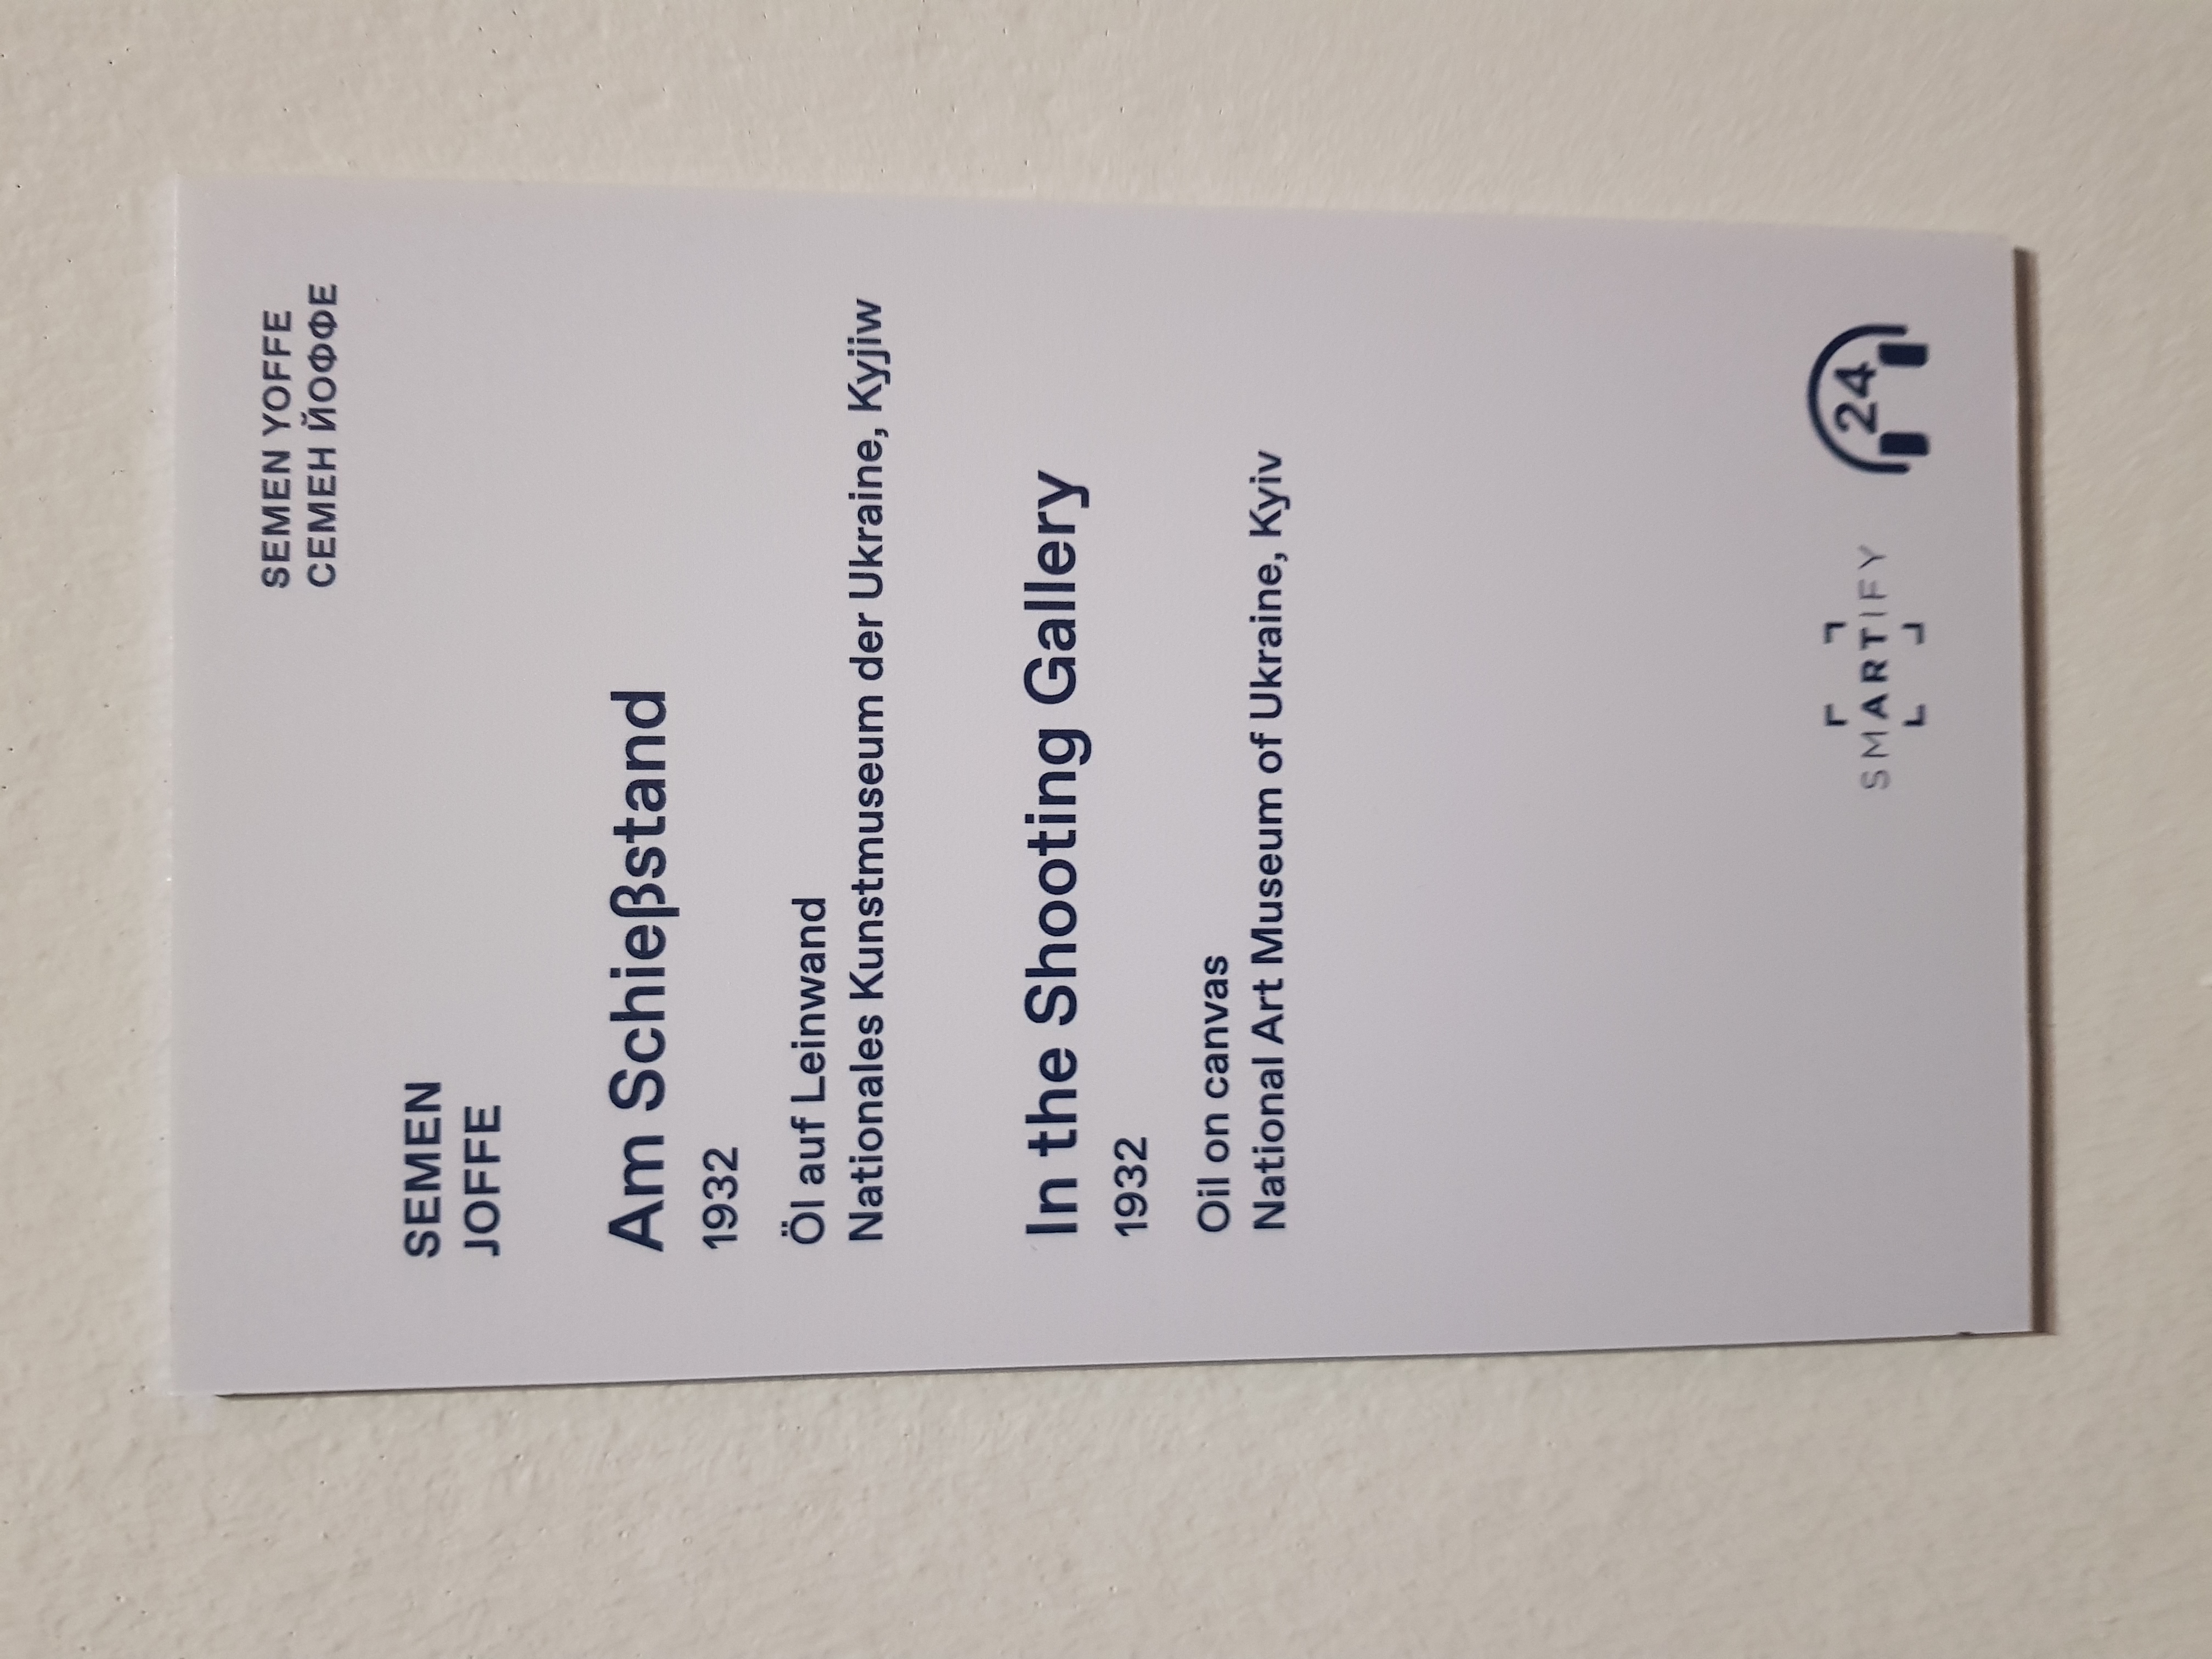 SEMEN YOFFE
СЕМЕН ЙОФФЕ
SEMEN
JOFFE
Am Schießstand
1932
Öl auf Leinwand
Nationales Kunstmuseum der Ukraine, Kyjiw
In the Shooting Gallery
1932
Oil on canvas
National Art Museum of Ukraine, Kyiv
SMARTIFY
24